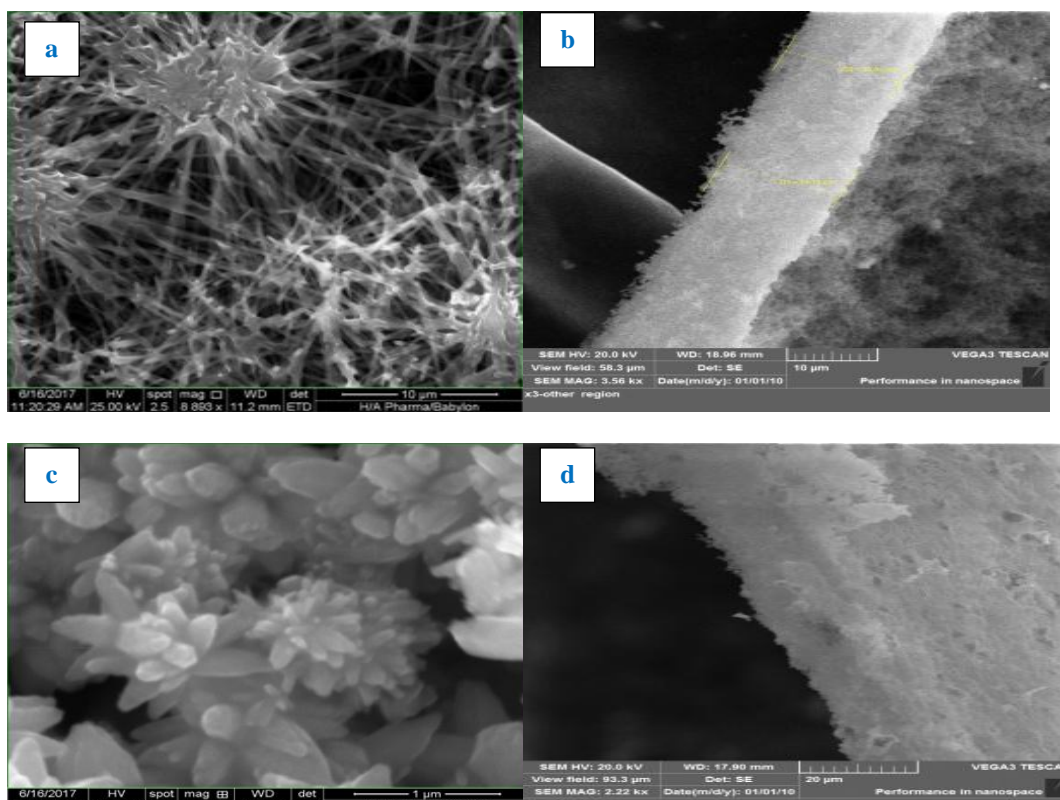 a
b
6/16/2017 HV spot mag WD det 10 µm
11:20:29 AM 25.00 kV 2.5 8 893 x 11.2 mm ETD H/A Pharma/Babylon
SEM HV: 20.0 kV WD: 18.96 mm VEGA3 TESCAN
View field: 58.3 µm Det: SE 10 µm
SEM MAG: 3.56 kx Date(m/d/y): 01/01/10 Performance in nanospace
x3-other region
c
d
6/16/2017 HV spot mag WD det 1 µm
SEM HV: 20.0 kV WD: 17.90 mm VEGA3 TESCA
View field: 93.3 µm Det: SE 20 µm
SEM MAG: 2.22 kx Date(m/d/y): 01/01/10 Performance in nanospace